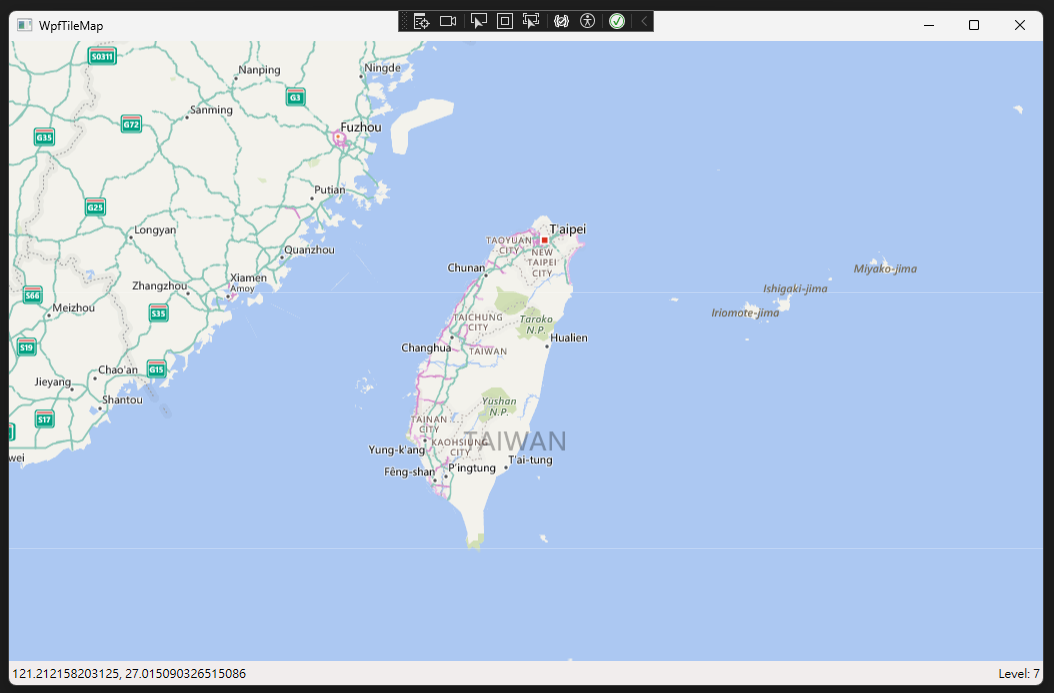 WpfTileMap
S0311
Nanping
Ningde
G3
Sanming
G72
Fuzhou
G35
Putian
G25
T'aipei
Longyan
TAOYUAN
CITY
NEW
TAIPEI
CITY
Quanzhou
Chunan
Miyako-jima
Xiamen
Amoy
Zhangzhou
Ishigaki-jima
S66
Meizhou
S35
Iriomote-jima
TAICHUNG
CITY
Taroka
N.P.
Hualien
S19
Changhua
TAIWAN
Chao'an
G15
Jieyang
Shantou
Yushan
N.P.
S17
TAINAN
CITY
TAIWAN
KAOHSIUNG
CITY
Yung-k'ang
wei
T'ai-tung
Fêng-shan
P'ingtung
121.212158203125, 27.015090326515086
Level: 7